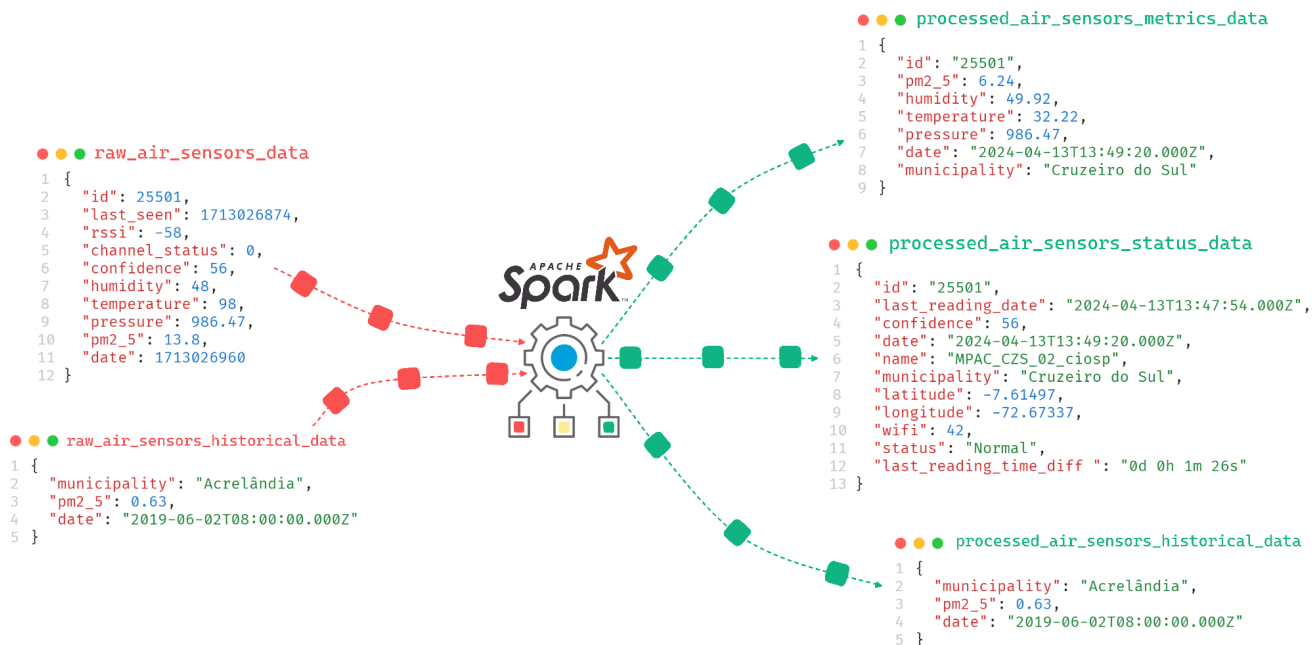 raw_air_sensors_data
1 {
2 "id": 25501,
3 "last_seen": 1713026874,
4 "rssi": -58,
5 "channel_status": 0,
6 "confidence": 56,
7 "humidity": 48,
8 "temperature": 98,
9 "pressure": 986.47,
10 "pm2_5": 13.8,
11 "date": 1713026960
12 }
raw_air_sensors_historical_data
1 {
2 "municipality": "Acrelândia",
3 "pm2_5": 0.63,
4 "date": "2019-06-02T08:00:00.000Z"
5 }
APACHE
Spark™
processed_air_sensors_metrics_data
1 {
2 "id": "25501",
3 "pm2_5": 6.24,
4 "humidity": 49.92,
5 "temperature": 32.22,
6 "pressure": 986.47,
7 "date": "2024-04-13T13:49:20.000Z",
8 "municipality": "Cruzeiro do Sul"
9 }
processed_air_sensors_status_data
1 {
2 "id": "25501",
3 "last_reading_date": "2024-04-13T13:47:54.000Z",
4 "confidence": 56,
5 "date": "2024-04-13T13:49:20.000Z",
6 "name": "MPAC_CZS_02_ciosp",
7 "municipality": "Cruzeiro do Sul",
8 "latitude": -7.61497,
9 "longitude": -72.67337,
10 "wifi": 42,
11 "status": "Normal",
12 "last_reading_time_diff ": "0d 0h 1m 26s"
13 }
processed_air_sensors_historical_data
1 {
2 "municipality": "Acrelândia",
3 "pm2_5": 0.63,
4 "date": "2019-06-02T08:00:00.000Z"
5 }